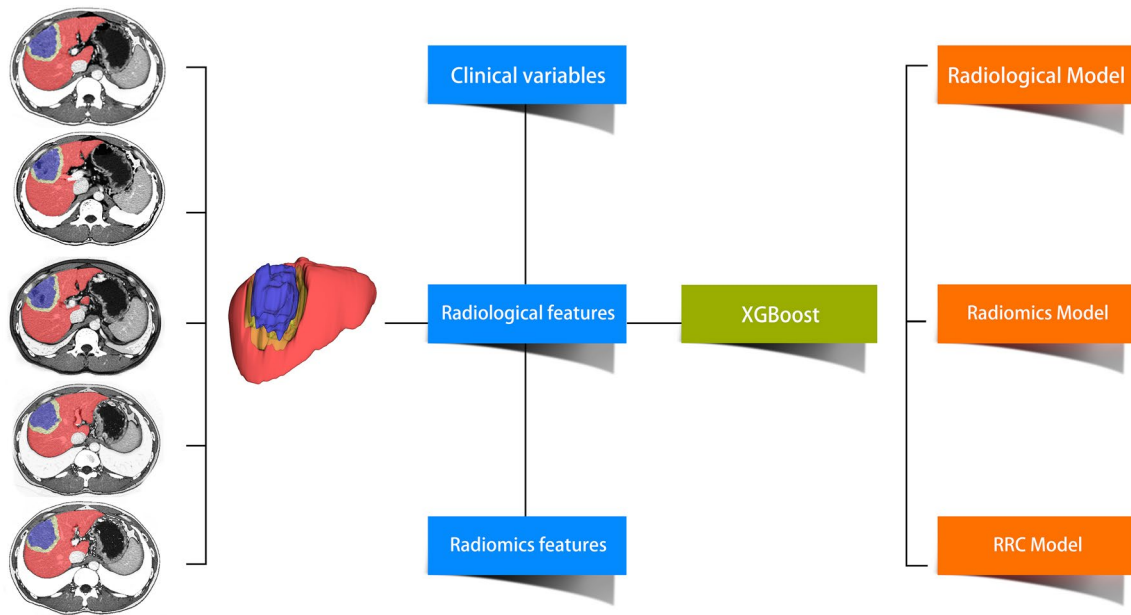 Clinical variables
Radiological Model
Radiological features
XGBoost
Radiomics Model
Radiomics features
RRC Model